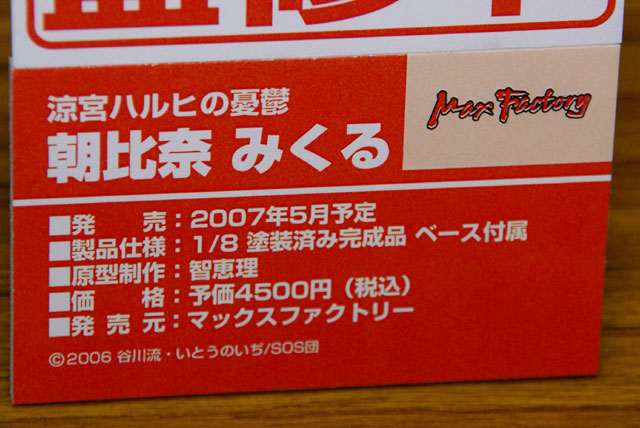 涼宮ハルヒの憂鬱
朝比奈 みくる
Max Factory
■発　売：2007年5月予定
■製品仕様：1/8 塗装済み完成品 ベース付属
■原型制作：智恵理
■価　格：予価4500円（税込）
■発売元：マックスファクトリー
©2006 谷川流・いとうのいぢ/SOS団